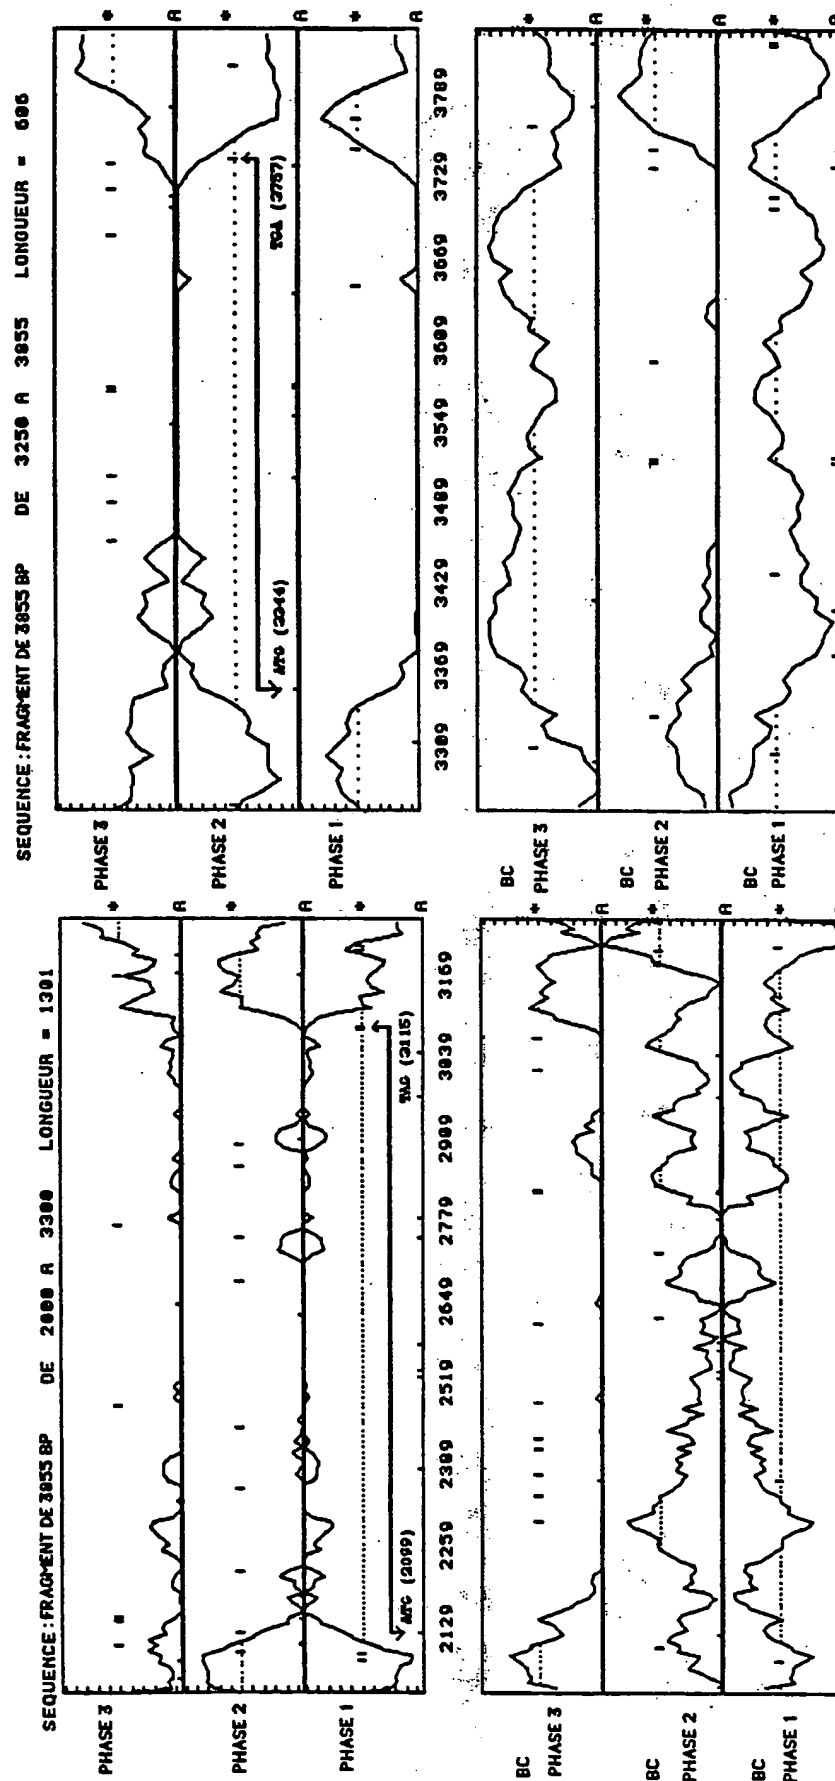 SEQUENCE:FRAGMENT DE 3855 BP DE 2000 A 3300 LONGUEUR = 1301
PHASE 3
*
A
PHASE 2
*
A
PHASE 1
*
A
ATG (2099)
TAG (3115)
2129 2259 2389 2519 2649 2779 2909 3039 3169
BC
PHASE 3
*
A
BC
PHASE 2
*
A
BC
PHASE 1
*
A
SEQUENCE:FRAGMENT DE 3855 BP DE 3250 A 3855 LONGUEUR = 606
PHASE 3
*
A
PHASE 2
*
A
PHASE 1
*
A
ATG (3344)
TGA (3757)
3309 3369 3429 3489 3549 3609 3669 3729 3789
BC
PHASE 3
*
A
BC
PHASE 2
*
A
BC
PHASE 1
*
A